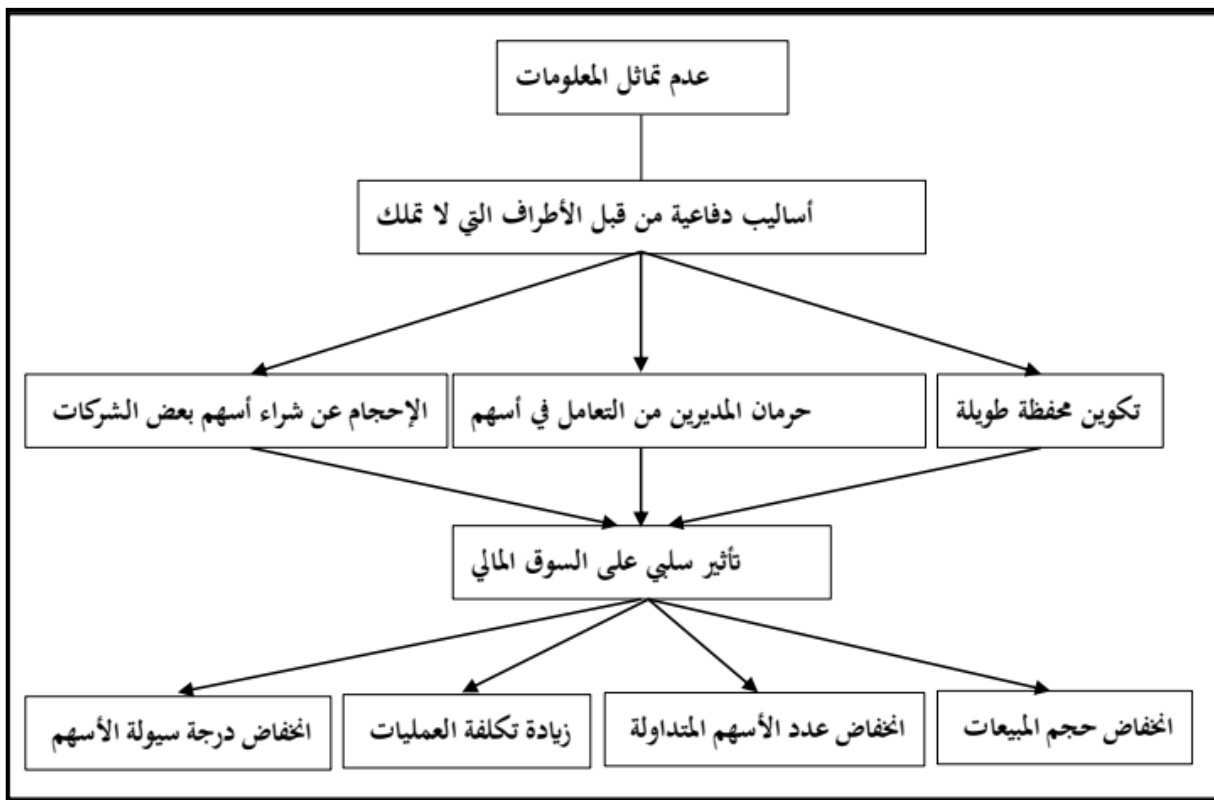 عدم تماثل المعلومات
أساليب دفاعية من قبل الأطراف التي لا تملك
تكوين محفظة طويلة
حرمان المديرين من التعامل في أسهم
الإحجام عن شراء أسهم بعض الشركات
تأثير سلبي على السوق المالي
انخفاض حجم المبيعات
انخفاض عدد الأسهم المتداولة
زيادة تكلفة العمليات
انخفاض درجة سيولة الأسهم